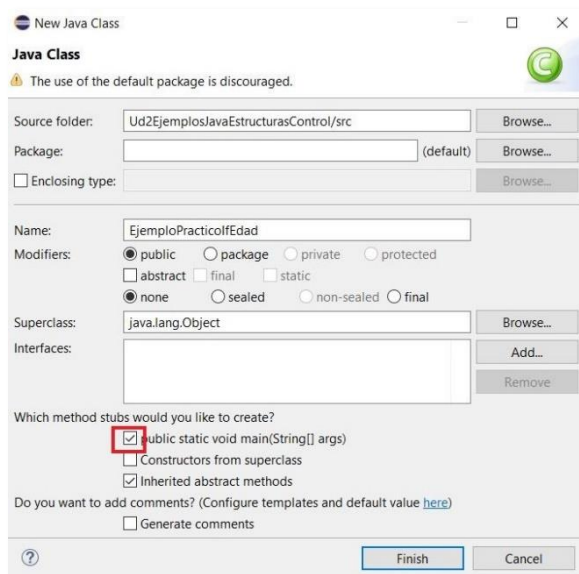 New Java Class
Java Class
The use of the default package is discouraged.
Source folder: Ud2EjemplosJavaEstructurasControl/src Browse...
Package: (default) Browse...
Enclosing type: Browse...
Name: EjemploPracticoIfEdad
Modifiers: public package private protected
abstract final static
none sealed non-sealed final
Superclass: java.lang.Object Browse...
Interfaces: Add...
Remove
Which method stubs would you like to create?
public static void main(String[] args)
Constructors from superclass
Inherited abstract methods
Do you want to add comments? (Configure templates and default value here)
Generate comments
? Finish Cancel